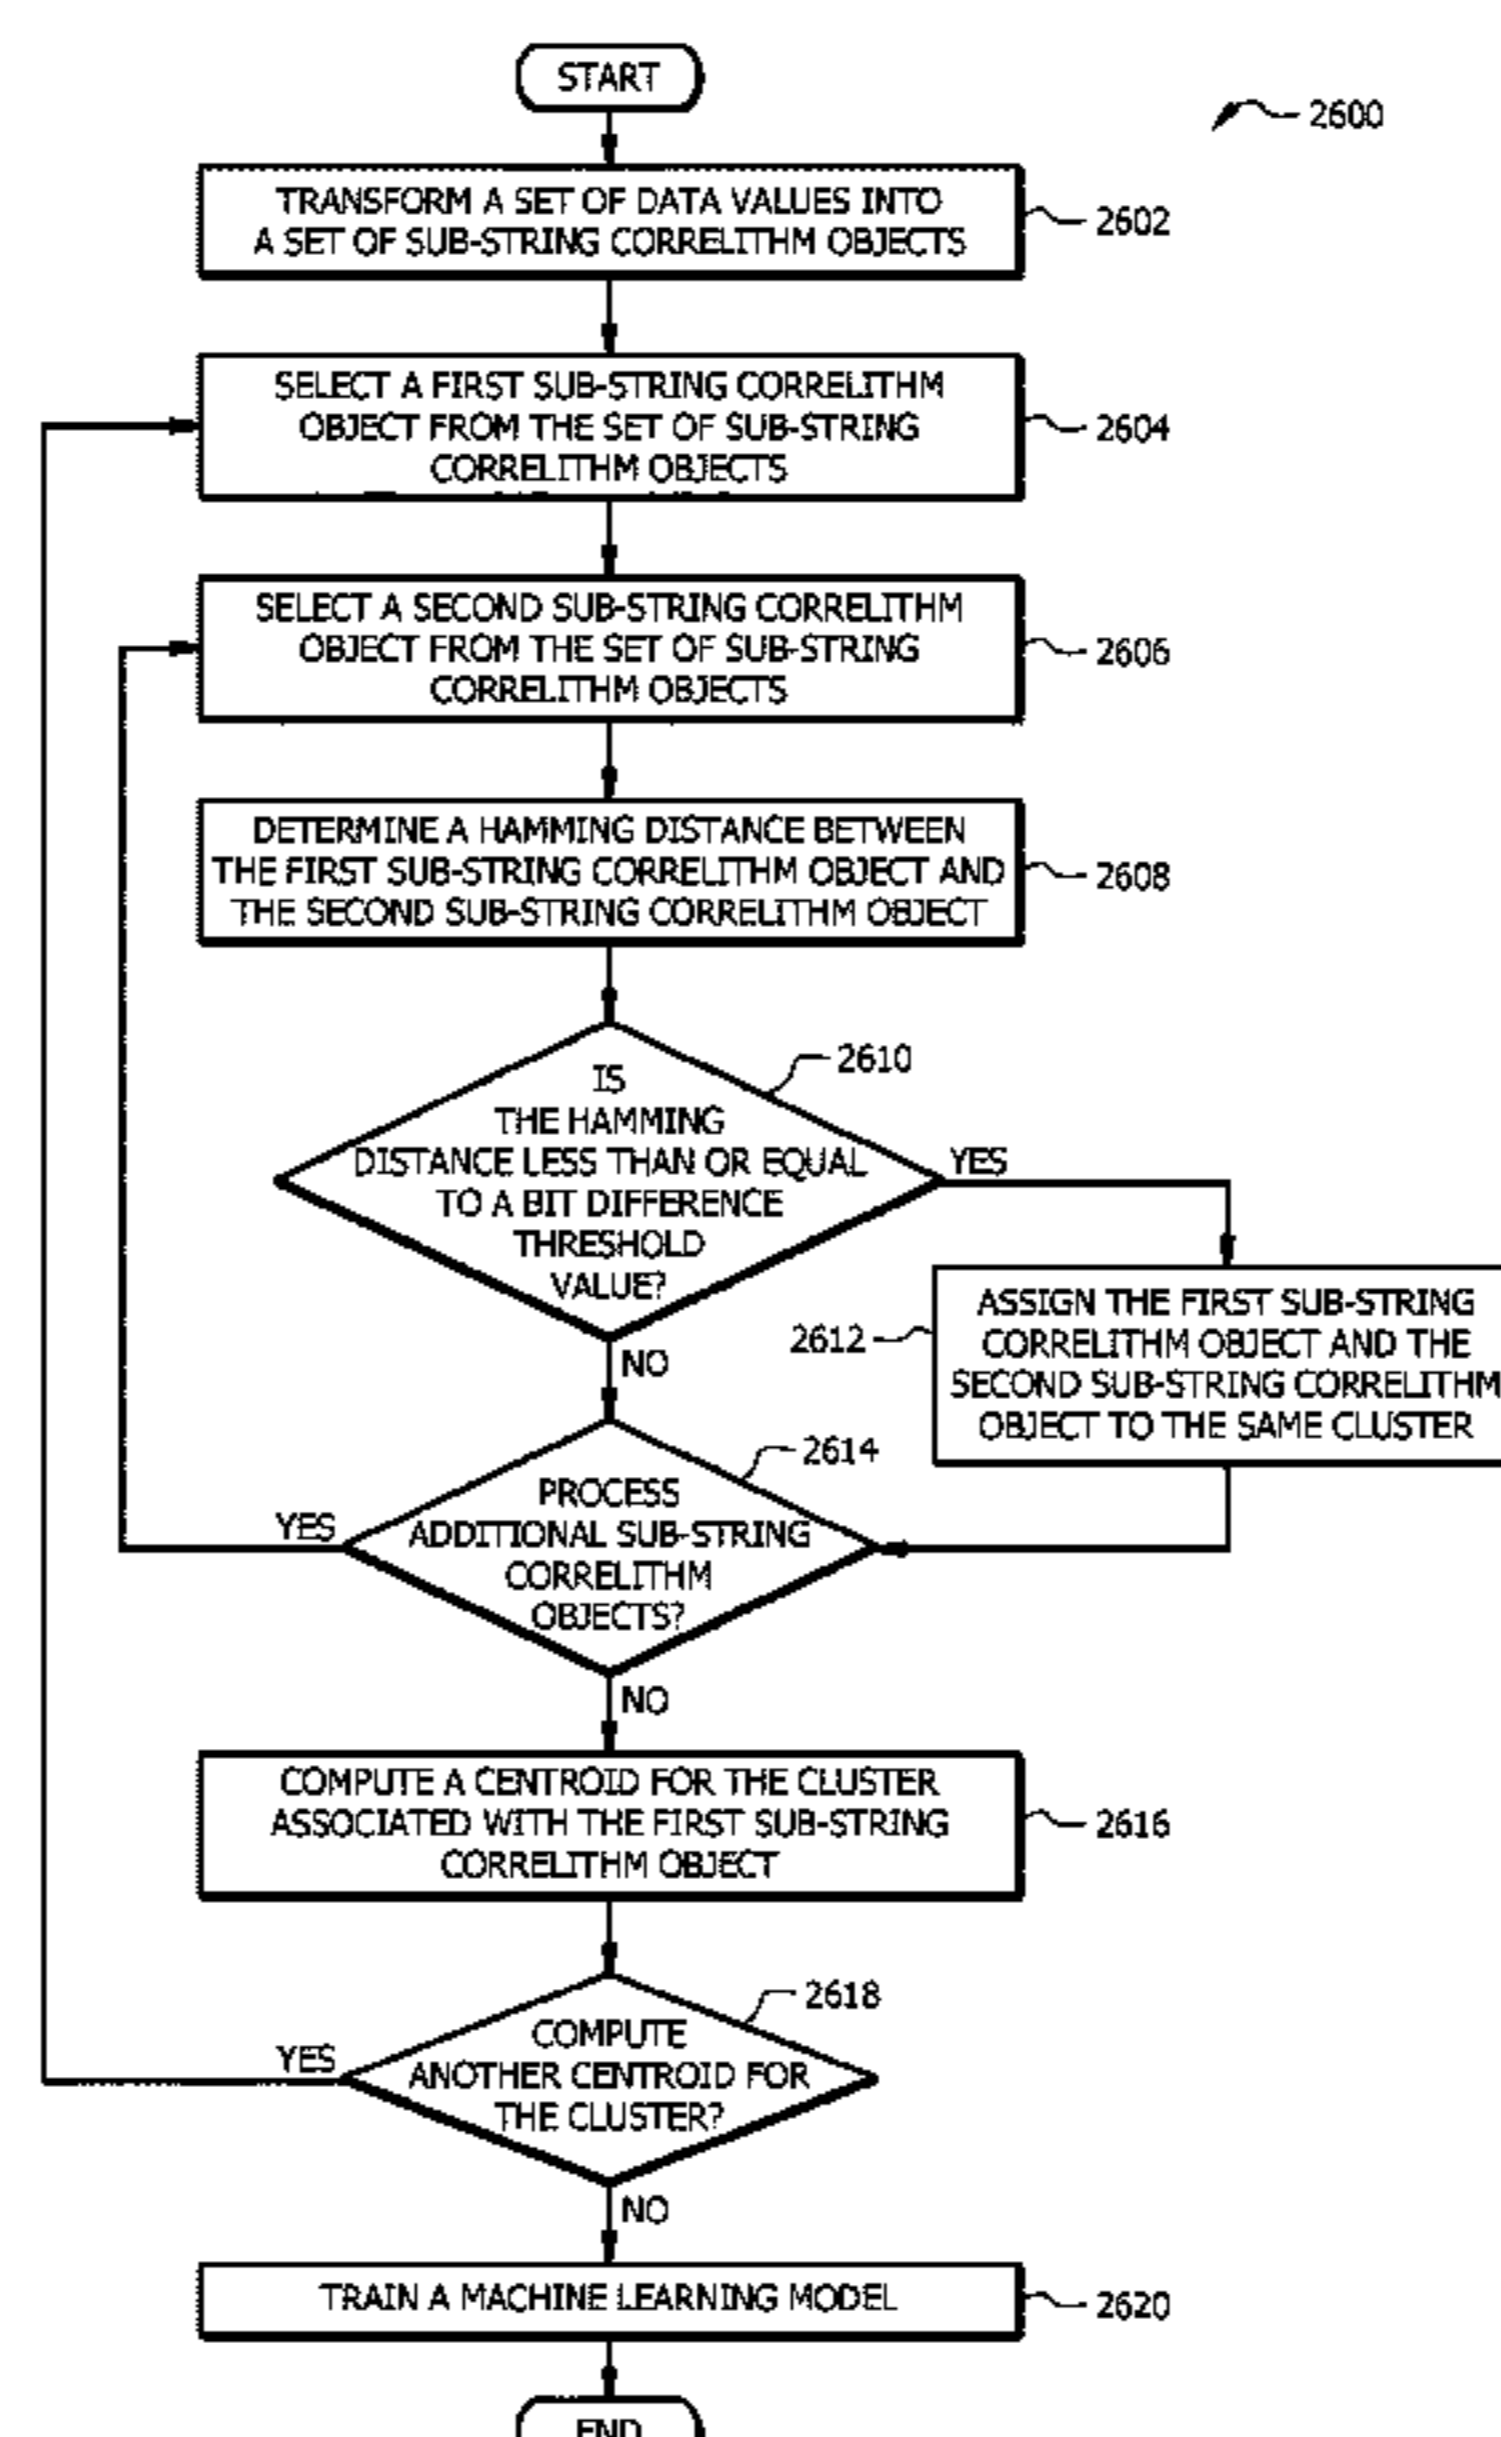 START
2600
TRANSFORM A SET OF DATA VALUES INTO
A SET OF SUB-STRING CORRELITHM OBJECTS
2602
SELECT A FIRST SUB-STRING CORRELITHM
OBJECT FROM THE SET OF SUB-STRING
CORRELITHM OBJECTS
2604
SELECT A SECOND SUB-STRING CORRELITHM
OBJECT FROM THE SET OF SUB-STRING
CORRELITHM OBJECTS
2606
DETERMINE A HAMMING DISTANCE BETWEEN
THE FIRST SUB-STRING CORRELITHM OBJECT AND
THE SECOND SUB-STRING CORRELITHM OBJECT
2608
2610
IS
THE HAMMING
DISTANCE LESS THAN OR EQUAL
TO A BIT DIFFERENCE
THRESHOLD
VALUE?
YES
NO
2612
ASSIGN THE FIRST SUB-STRING
CORRELITHM OBJECT AND THE
SECOND SUB-STRING CORRELITHM
OBJECT TO THE SAME CLUSTER
2614
PROCESS
ADDITIONAL SUB-STRING
CORRELITHM
OBJECTS?
YES
NO
COMPUTE A CENTROID FOR THE CLUSTER
ASSOCIATED WITH THE FIRST SUB-STRING
CORRELITHM OBJECT
2616
2618
COMPUTE
ANOTHER CENTROID FOR
THE CLUSTER?
YES
NO
TRAIN A MACHINE LEARNING MODEL
2620
END